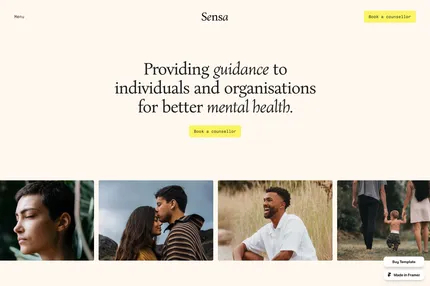 Menu
Sensa
Book a counsellor
Providing guidance to
individuals and organisations
for better mental health.
Book a counsellor
Buy Template
Made in Framer